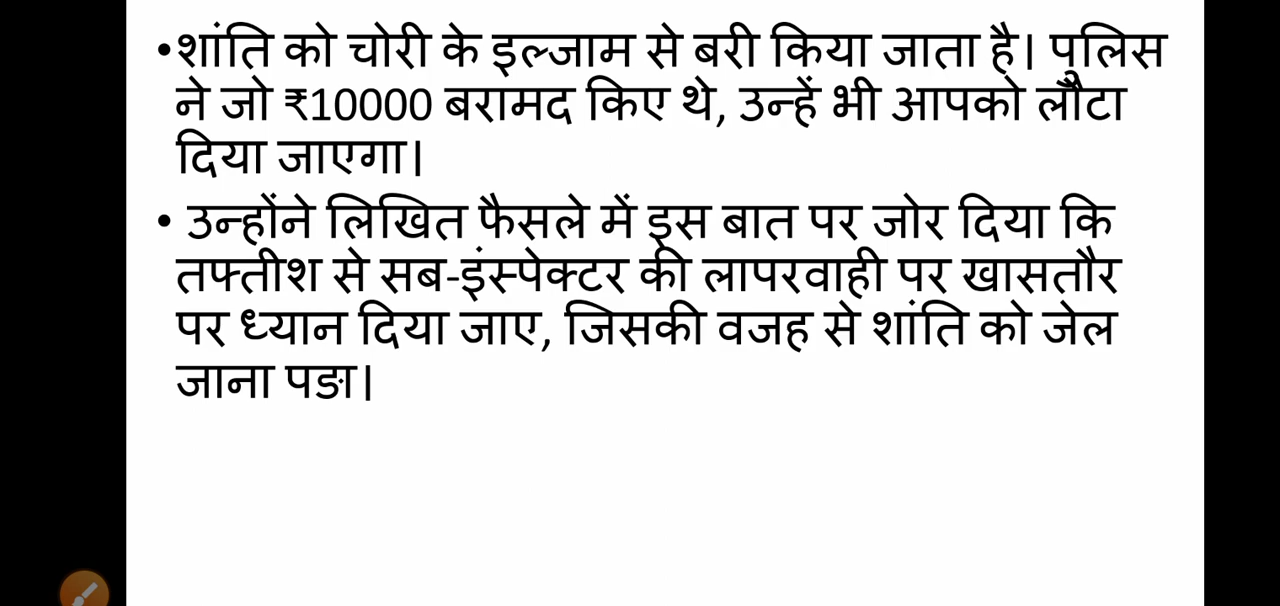 •शांति को चोरी के इल्जाम से बरी किया जाता है। पुलिस
ने जो ₹10000 बरामद किए थे, उन्हें भी आपको लौटा
दिया जाएगा।
• उन्होंने लिखित फैसले में इस बात पर जोर दिया कि
तफ्तीश से सब-इंस्पेक्टर की लापरवाही पर खासतौर
पर ध्यान दिया जाए, जिसकी वजह से शांति को जेल
जाना पङा।